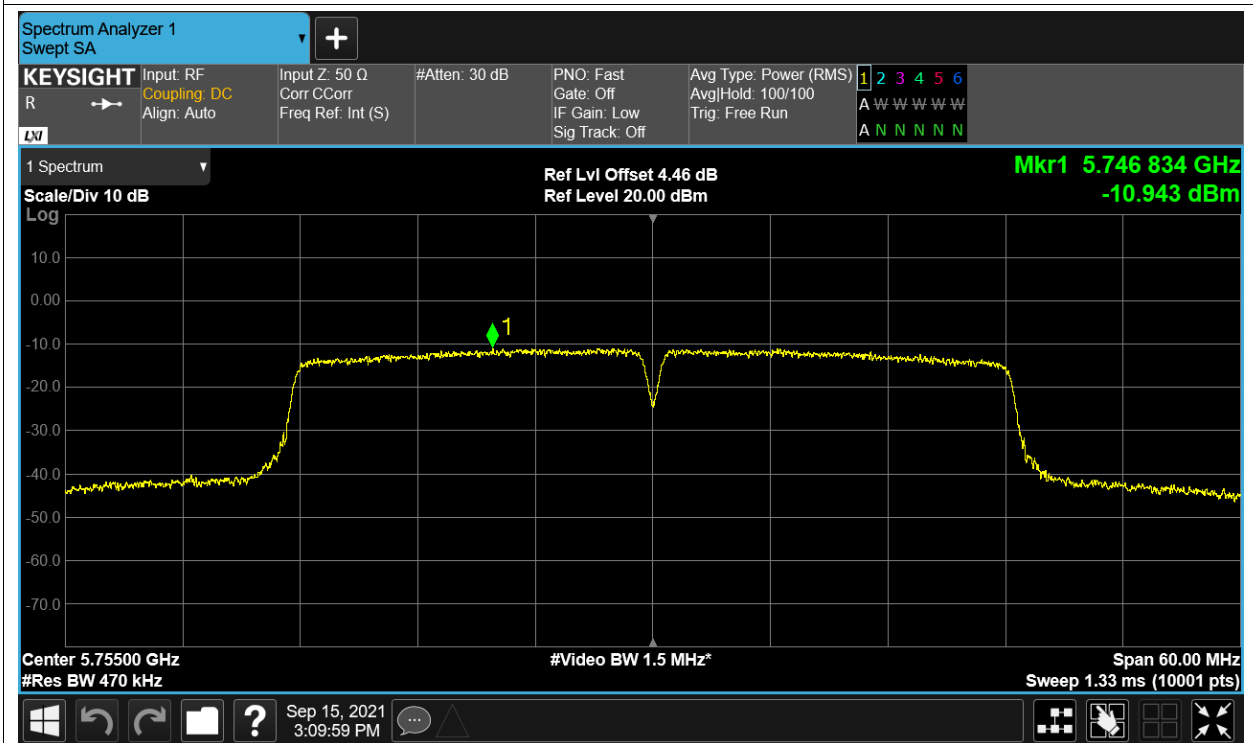 Spectrum Analyzer 1
Swept SA
KEYSIGHT
R
LXI
Input: RF
Coupling: DC
Align: Auto
Input Z: 50 Ω
Corr CCorr
Freq Ref: Int (S)
#Atten: 30 dB
PNO: Fast
Gate: Off
IF Gain: Low
Sig Track: Off
Avg Type: Power (RMS)
Avg|Hold: 100/100
Trig: Free Run
1 2 3 4 5 6
A W W W W W
A N N N N N
1 Spectrum
Scale/Div 10 dB
Log
Ref Lvl Offset 4.46 dB
Ref Level 20.00 dBm
Mkr1 5.746 834 GHz
-10.943 dBm
10.0
0.00
-10.0
-20.0
-30.0
-40.0
-50.0
-60.0
-70.0
1
Center 5.75500 GHz
#Res BW 470 kHz
#Video BW 1.5 MHz*
Span 60.00 MHz
Sweep 1.33 ms (10001 pts)
?
Sep 15, 2021
3:09:59 PM